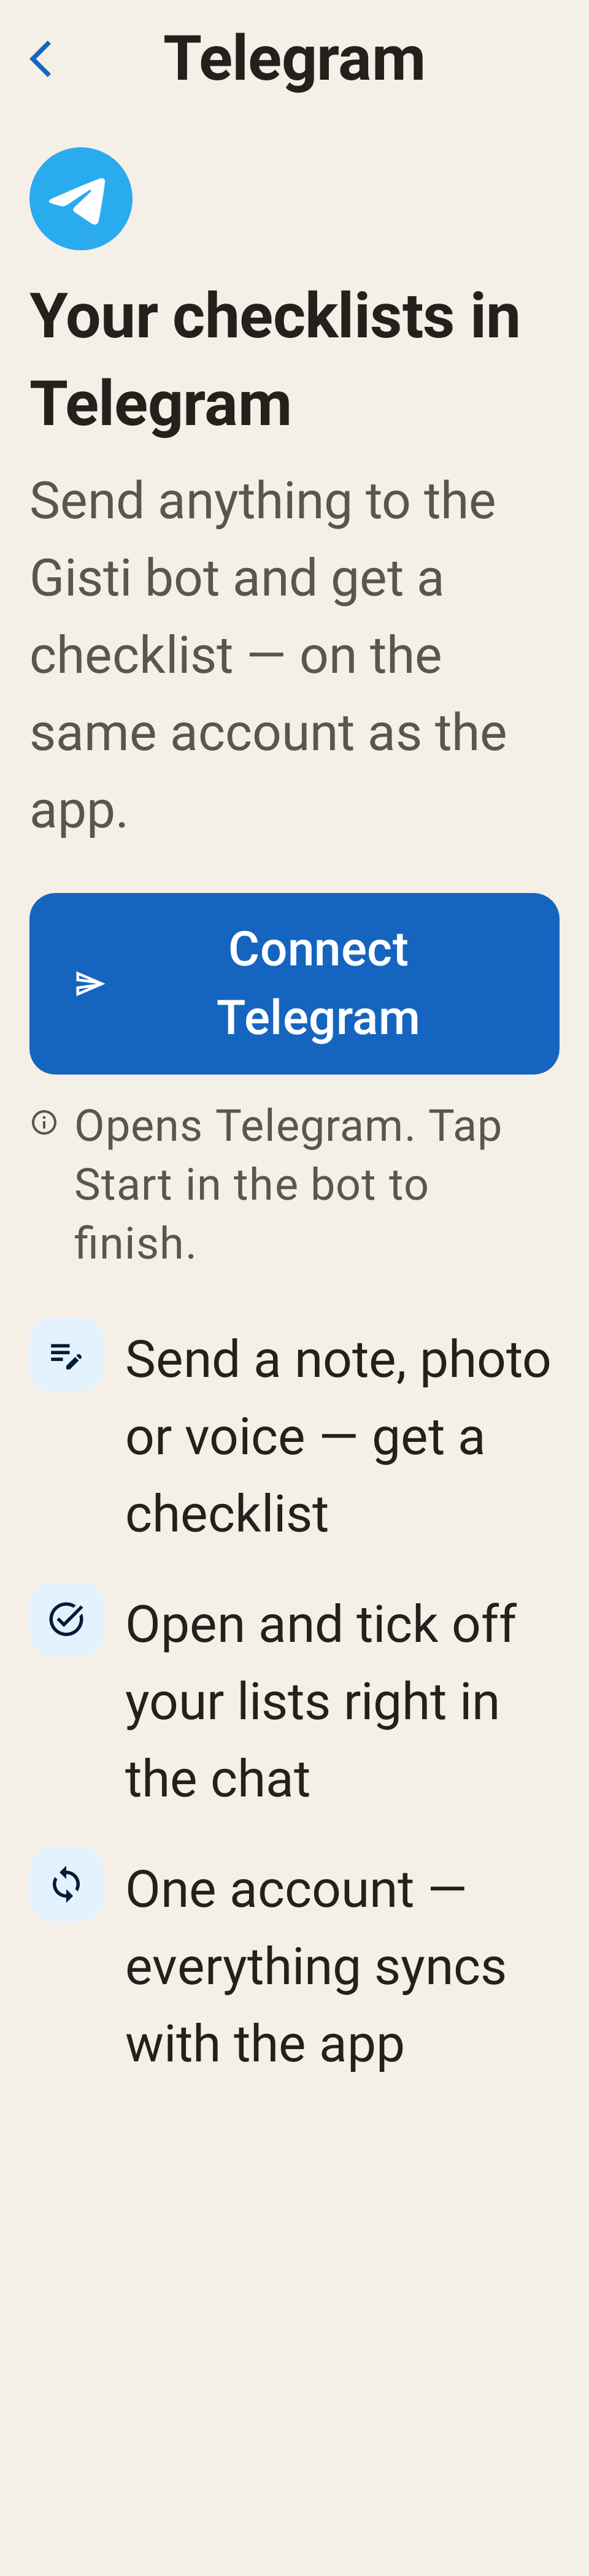 Telegram
Your checklists in
Telegram
Send anything to the
Gisti bot and get a
checklist — on the
same account as the
app.
Connect
Telegram
Opens Telegram. Tap
Start in the bot to
finish.
Send a note, photo
or voice — get a
checklist
Open and tick off
your lists right in
the chat
One account —
everything syncs
with the app